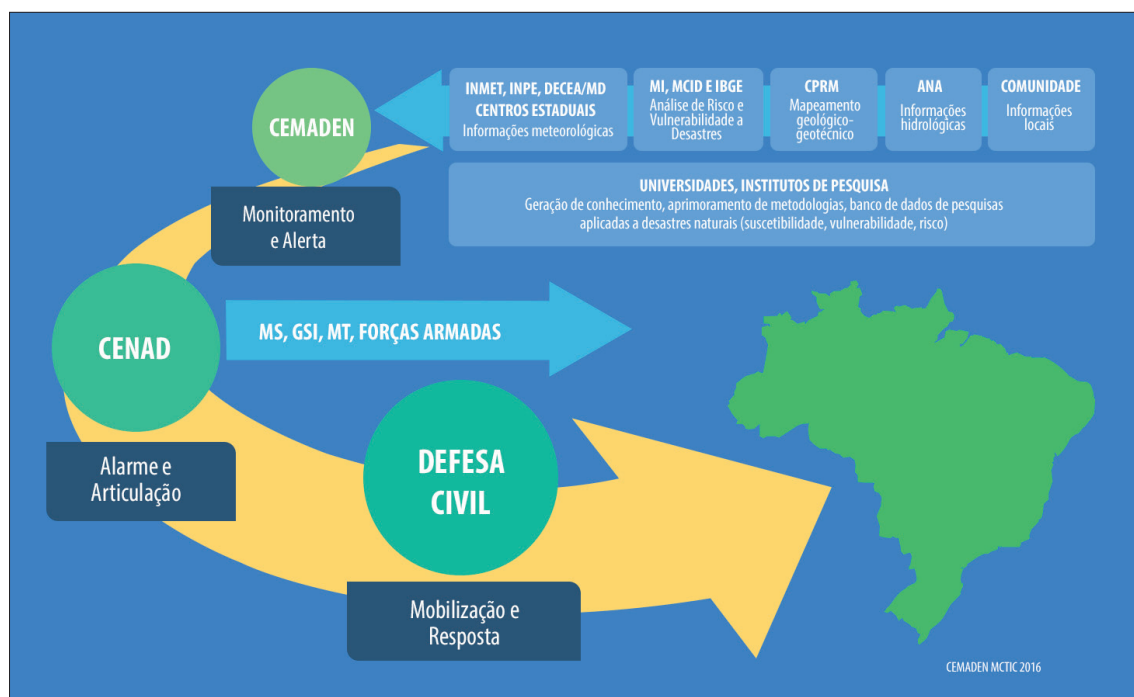 CEMADEN
Monitoramento
e Alerta
INMET, INPE, DECEA/MD
CENTROS ESTADUAIS
Informações meteorológicas
MI, MCID E IBGE
Análise de Risco e
Vulnerabilidade a
Desastres
CPRM
Mapeamento
geológico-
geotécnico
ANA
Informações
hidrológicas
COMUNIDADE
Informações
locais
UNIVERSIDADES, INSTITUTOS DE PESQUISA
Geração de conhecimento, aprimoramento de metodologias, banco de dados de pesquisas
aplicadas a desastres naturais (suscetibilidade, vulnerabilidade, risco)
CENAD
Alarme e
Articulação
MS, GSI, MT, FORÇAS ARMADAS
DEFESA
CIVIL
Mobilização e
Resposta
CEMADEN MCTIC 2016